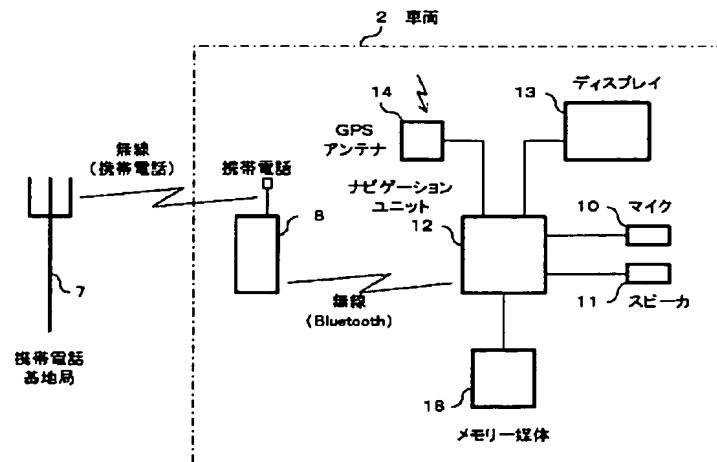 2 車両
14
GPS
アンテナ
13
ディスプレイ
無線
(携帯電話)
携帯電話
8
ナビゲーション
ユニット
12
10
マイク
11
スピーカ
7
無線
(Bluetooth)
携帯電話
基地局
18
メモリー媒体